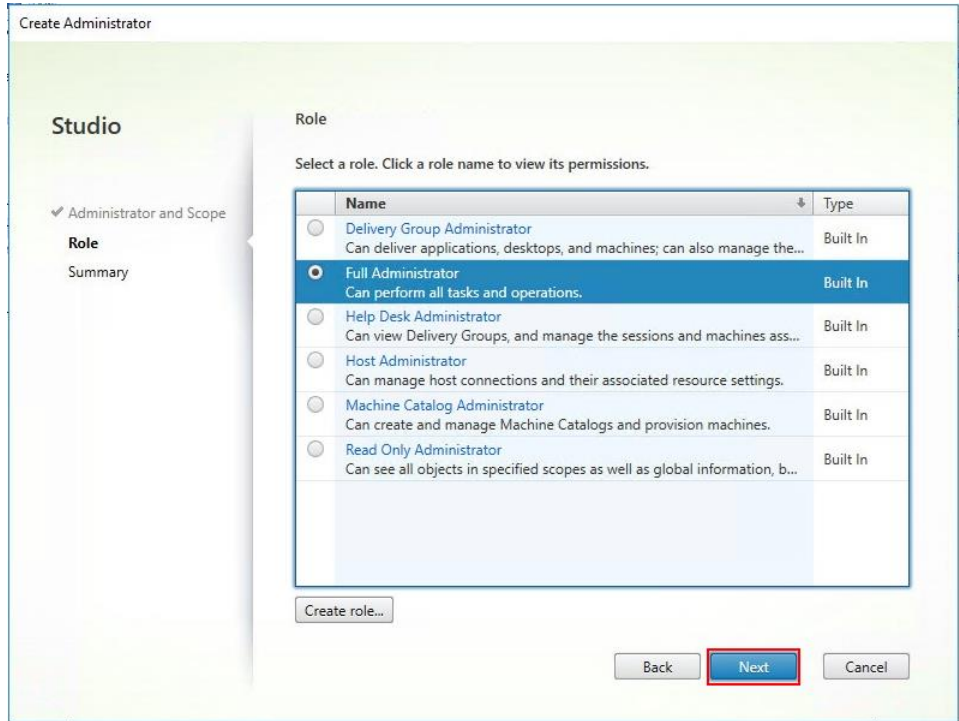 Create Administrator
Studio
Administrator and Scope
Role
Summary
Role
Select a role. Click a role name to view its permissions.
Name Type
Delivery Group Administrator
Can deliver applications, desktops, and machines; can also manage the... Built In
Full Administrator
Can perform all tasks and operations. Built In
Help Desk Administrator
Can view Delivery Groups, and manage the sessions and machines ass... Built In
Host Administrator
Can manage host connections and their associated resource settings. Built In
Machine Catalog Administrator
Can create and manage Machine Catalogs and provision machines. Built In
Read Only Administrator
Can see all objects in specified scopes as well as global information, b... Built In
Create role...
Back Next Cancel